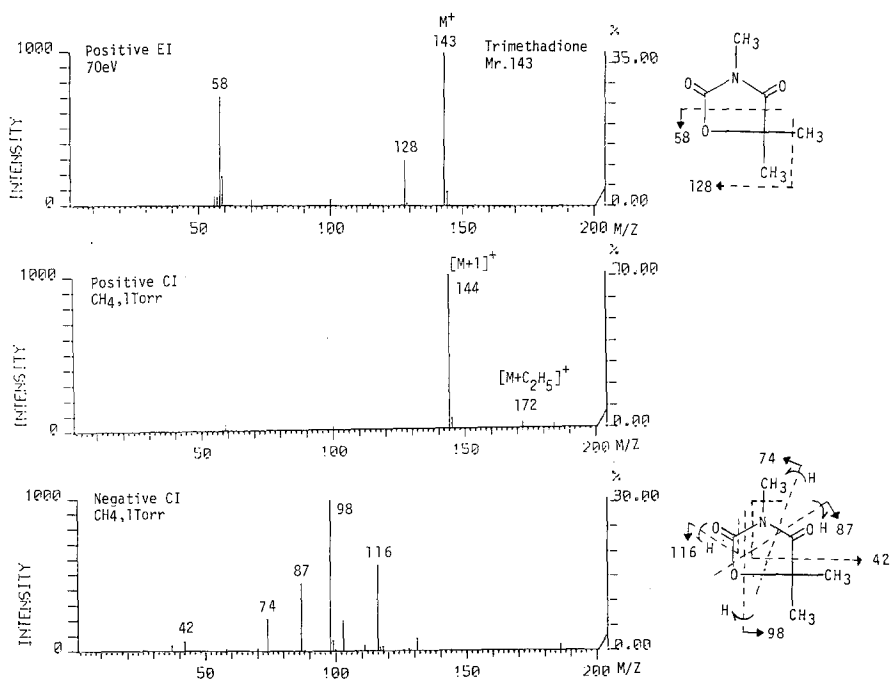 Positive EI
70eV
M+
143
Trimethadione
Mr.143
58
128
1000
0
INTENSITY
50
100
150
200
M/Z
%
35.00
0.00
CH3
N
O
O
O
CH3
CH3
58
128
Positive CI
CH4,1Torr
[M+1]+
144
[M+C2H5]+
172
1000
0
INTENSITY
50
100
150
200
M/Z
%
70.00
0.00
Negative CI
CH4,1Torr
42
74
87
98
116
1000
0
INTENSITY
50
100
150
200
M/Z
%
30.00
0.00
74
H
CH3
N
O
O
H
87
116
H
42
O
CH3
CH3
H
98